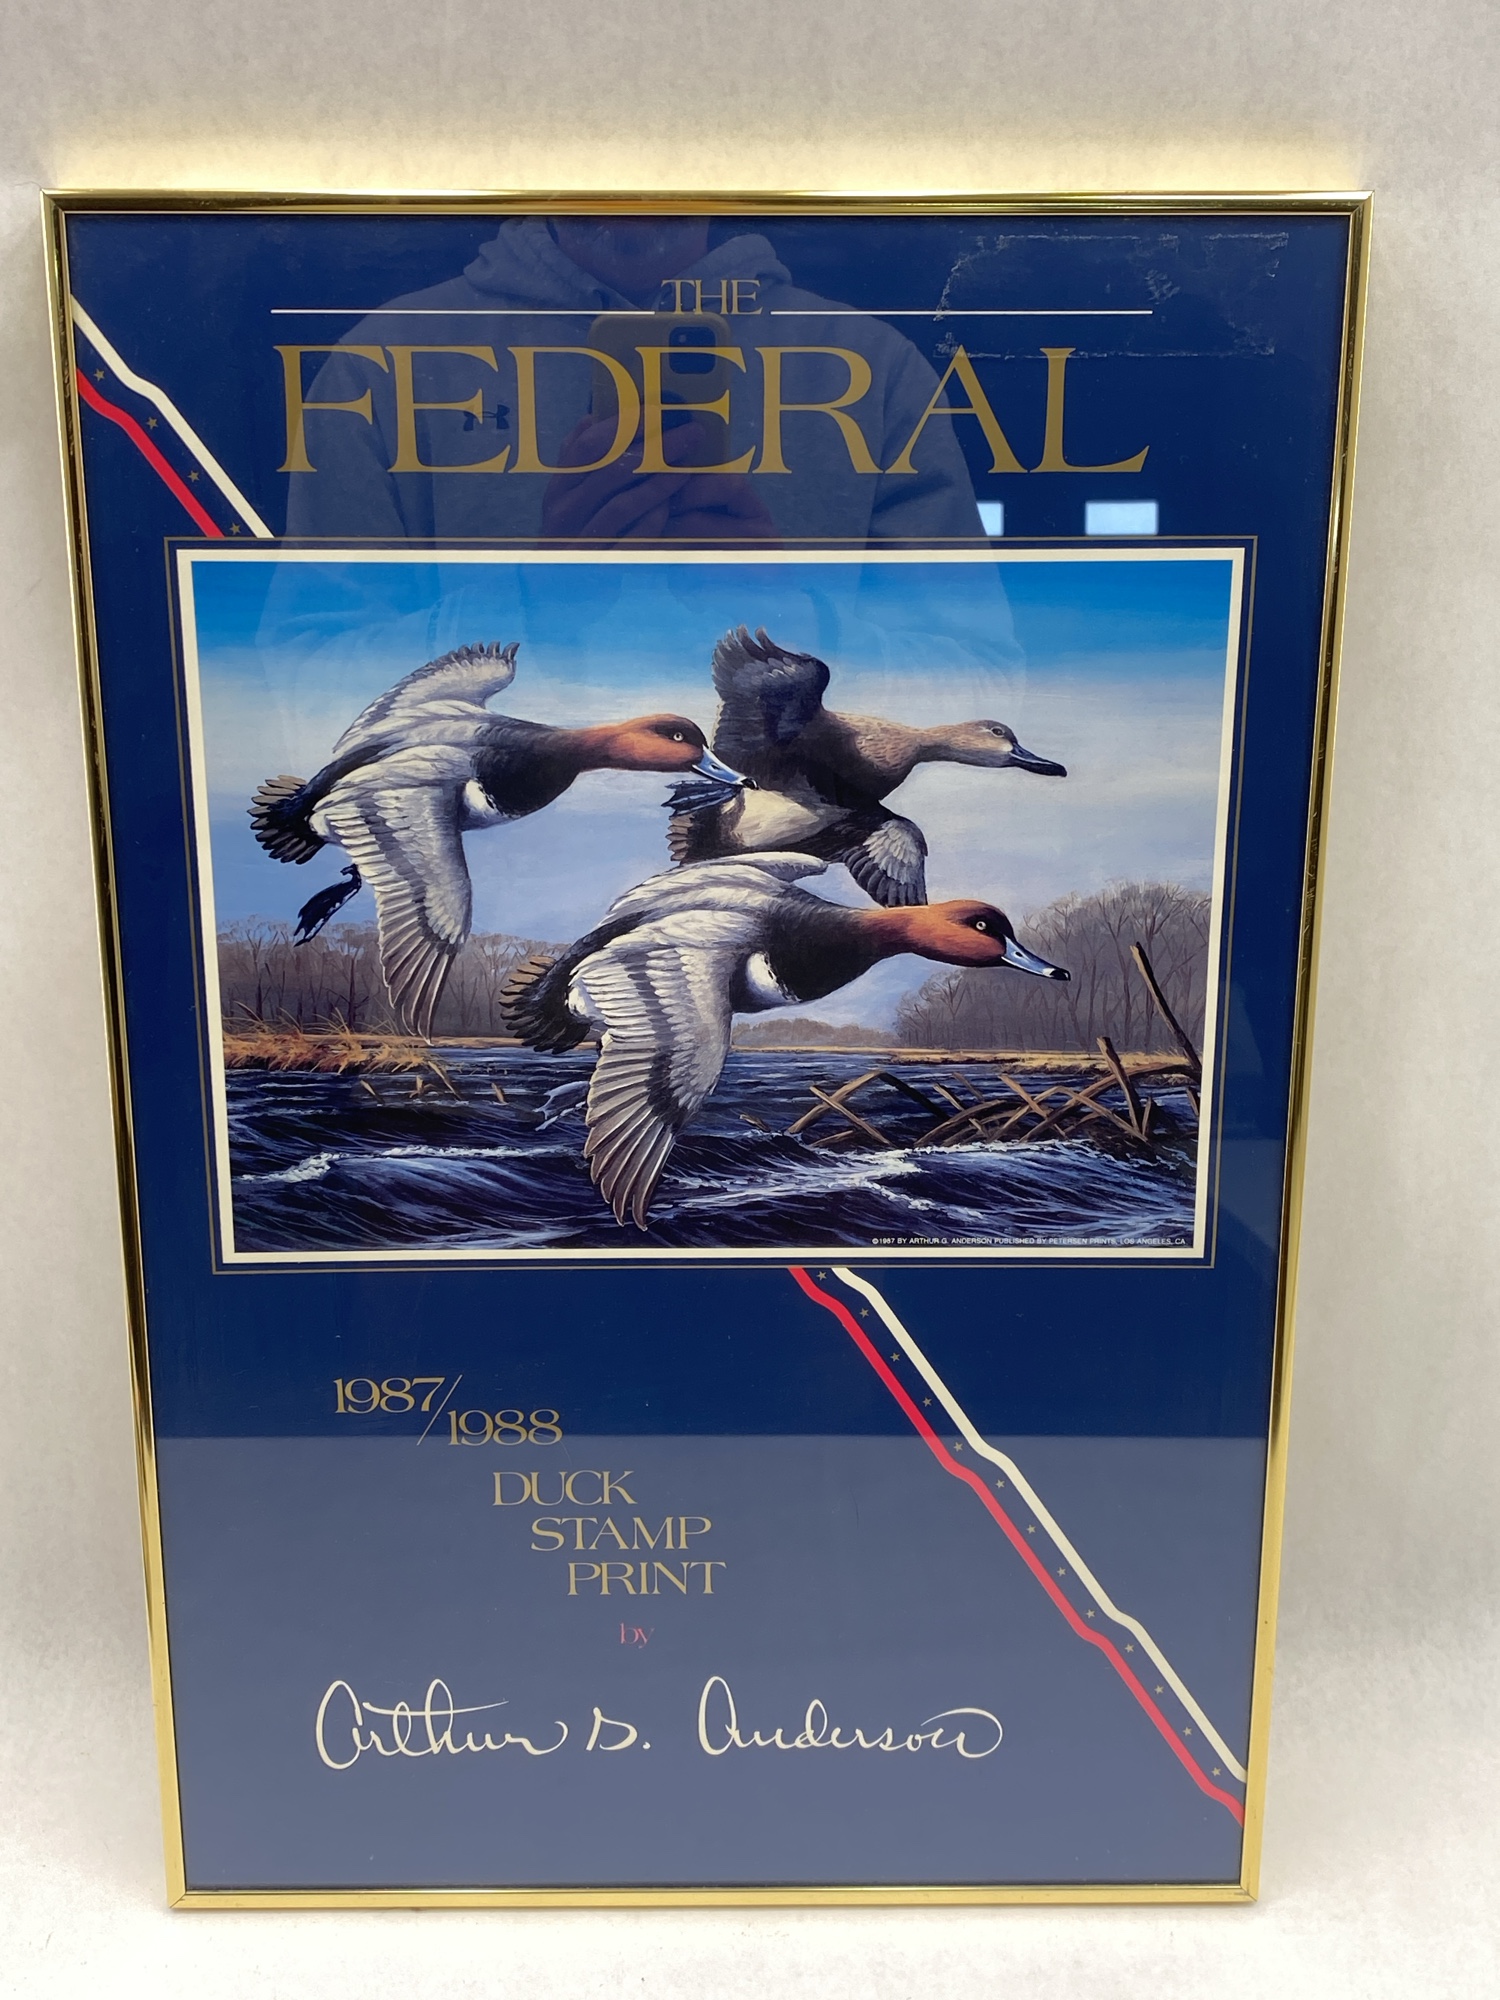 THE
FEDERAL
©1987 BY ARTHUR G. ANDERSON PUBLISHED BY PETERSEN PRINTS, LOS ANGELES, CA
1987/1988
DUCK
STAMP
PRINT
by
Arthur G. Anderson